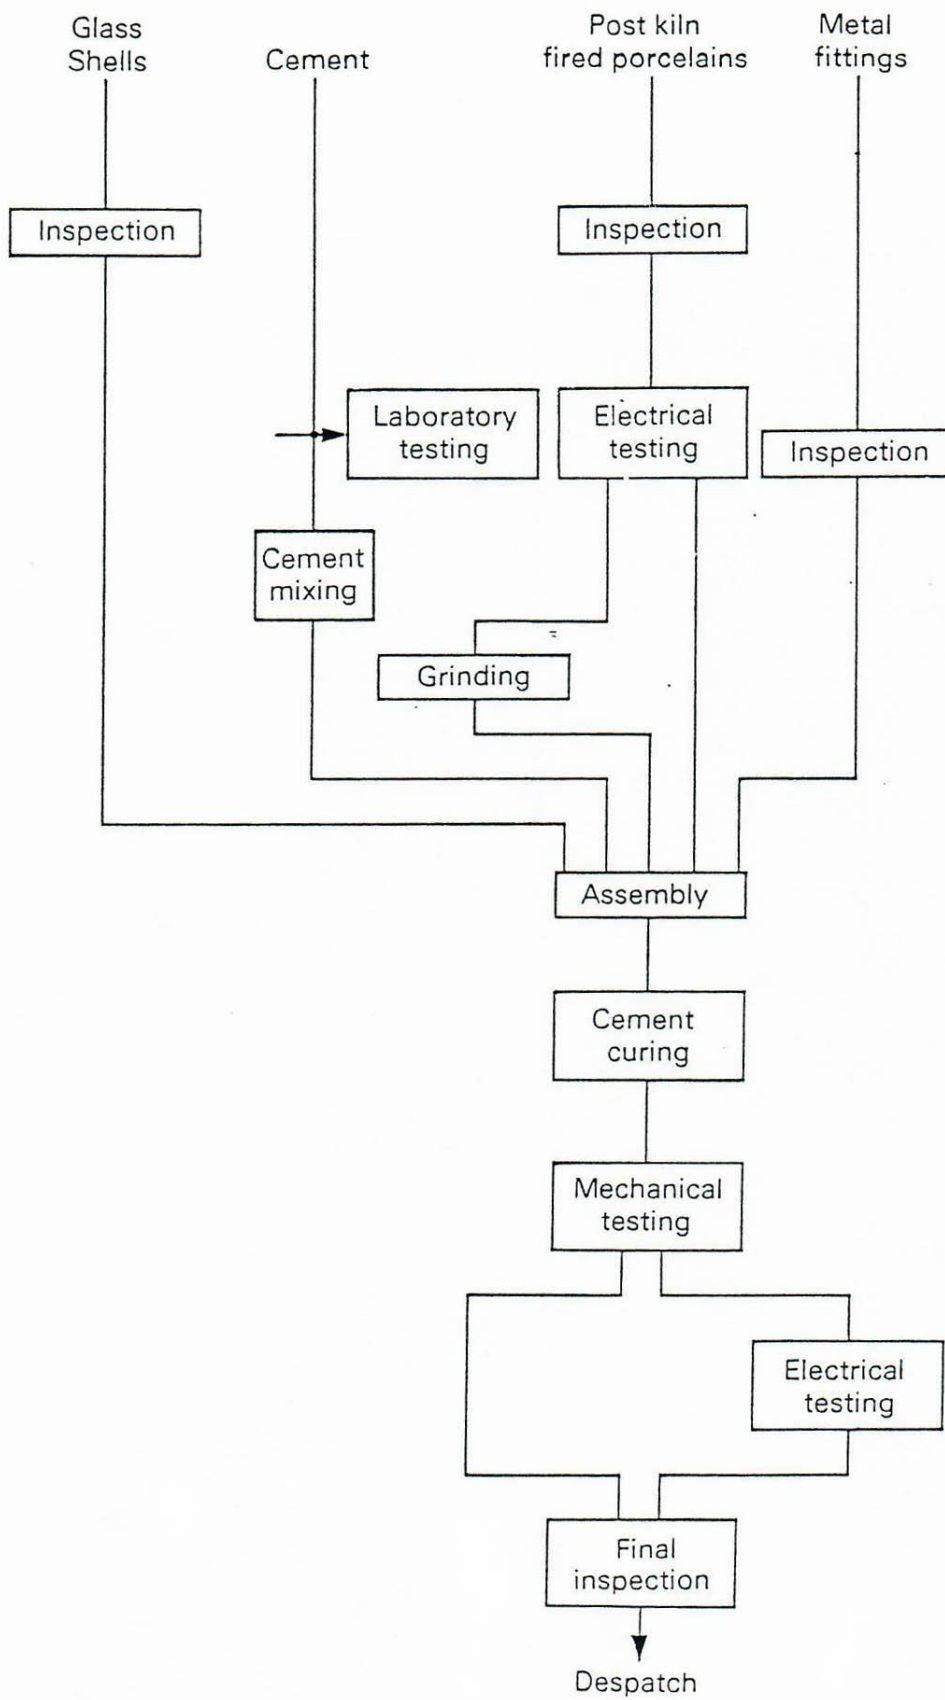 Glass
Shells
Cement
Post kiln
fired porcelains
Metal
fittings
Inspection
Inspection
Laboratory
testing
Electrical
testing
Inspection
Cement
mixing
Grinding
Assembly
Cement
curing
Mechanical
testing
Electrical
testing
Final
inspection
Despatch